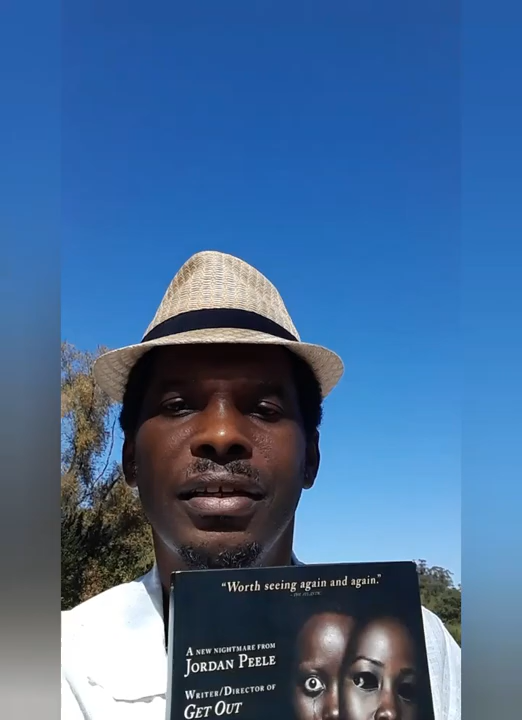 "Worth seeing again and again."
A NEW NIGHTMARE FROM
JORDAN PEELE
WRITER/DIRECTOR OF
GET OUT